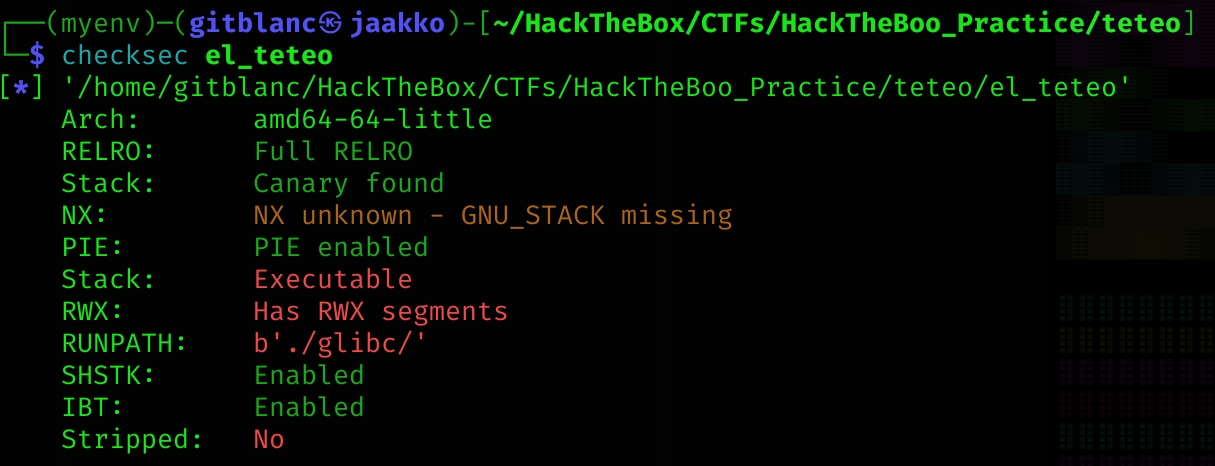 ┌──(myenv)─(gitblanc㉿jaakko)-[~/HackTheBox/CTFs/HackTheBoo_Practice/teteo]
└─$ checksec el_teteo
[*] '/home/gitblanc/HackTheBox/CTFs/HackTheBoo_Practice/teteo/el_teteo'
Arch: amd64-64-little
RELRO: Full RELRO
Stack: Canary found
NX: NX unknown - GNU_STACK missing
PIE: PIE enabled
Stack: Executable
RWX: Has RWX segments
RUNPATH: b'./glibc/'
SHSTK: Enabled
IBT: Enabled
Stripped: No